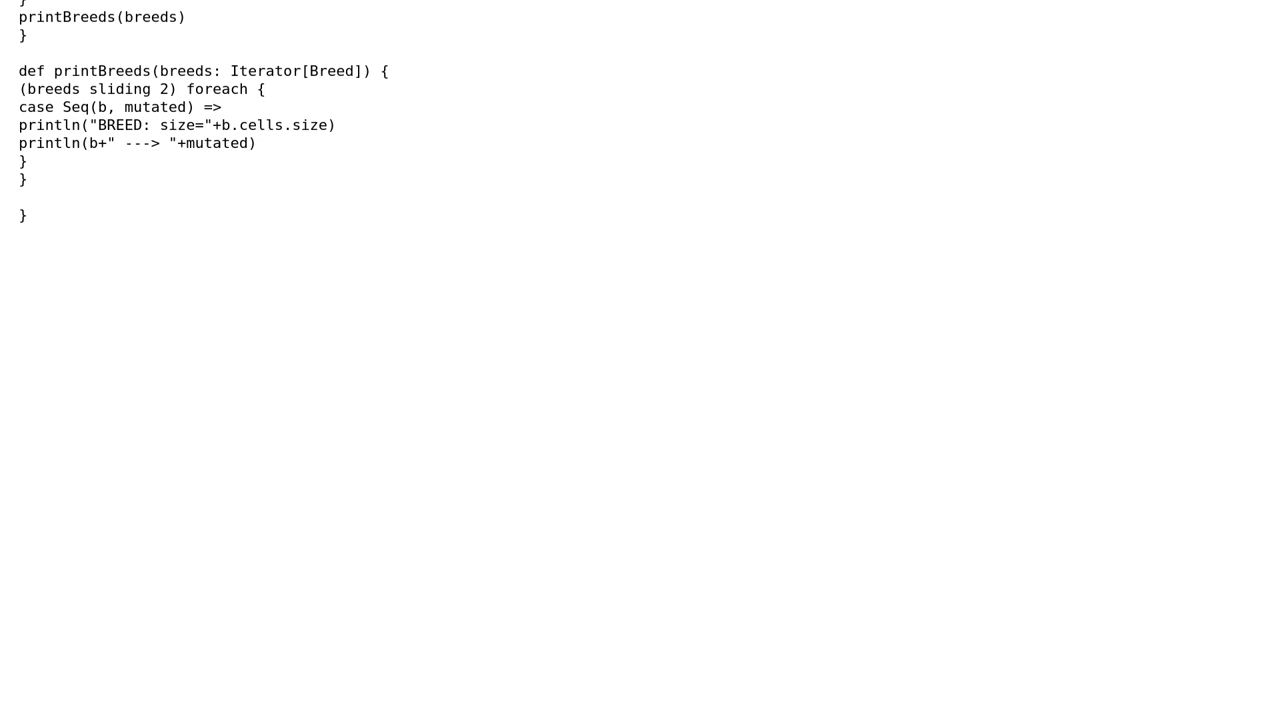 }
printBreeds(breeds)
}

def printBreeds(breeds: Iterator[Breed]) {
(breeds sliding 2) foreach {
case Seq(b, mutated) =>
println("BREED: size="+b.cells.size)
println(b+" ---> "+mutated)
}
}

}